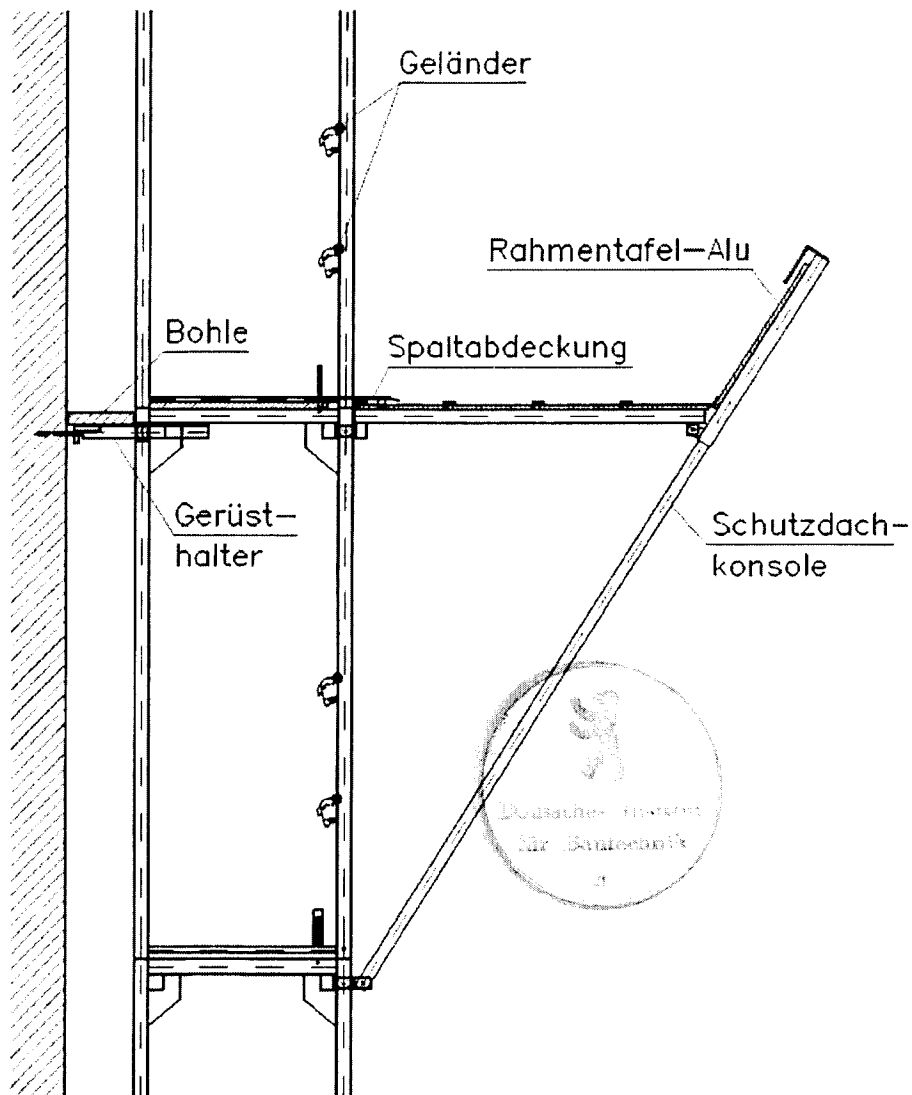 Geländer
Rahmentafel-Alu
Bohle
Spaltabdeckung
Gerüst-
halter
Schutzdach-
konsole
Deutsches Institut
für Bautechnik